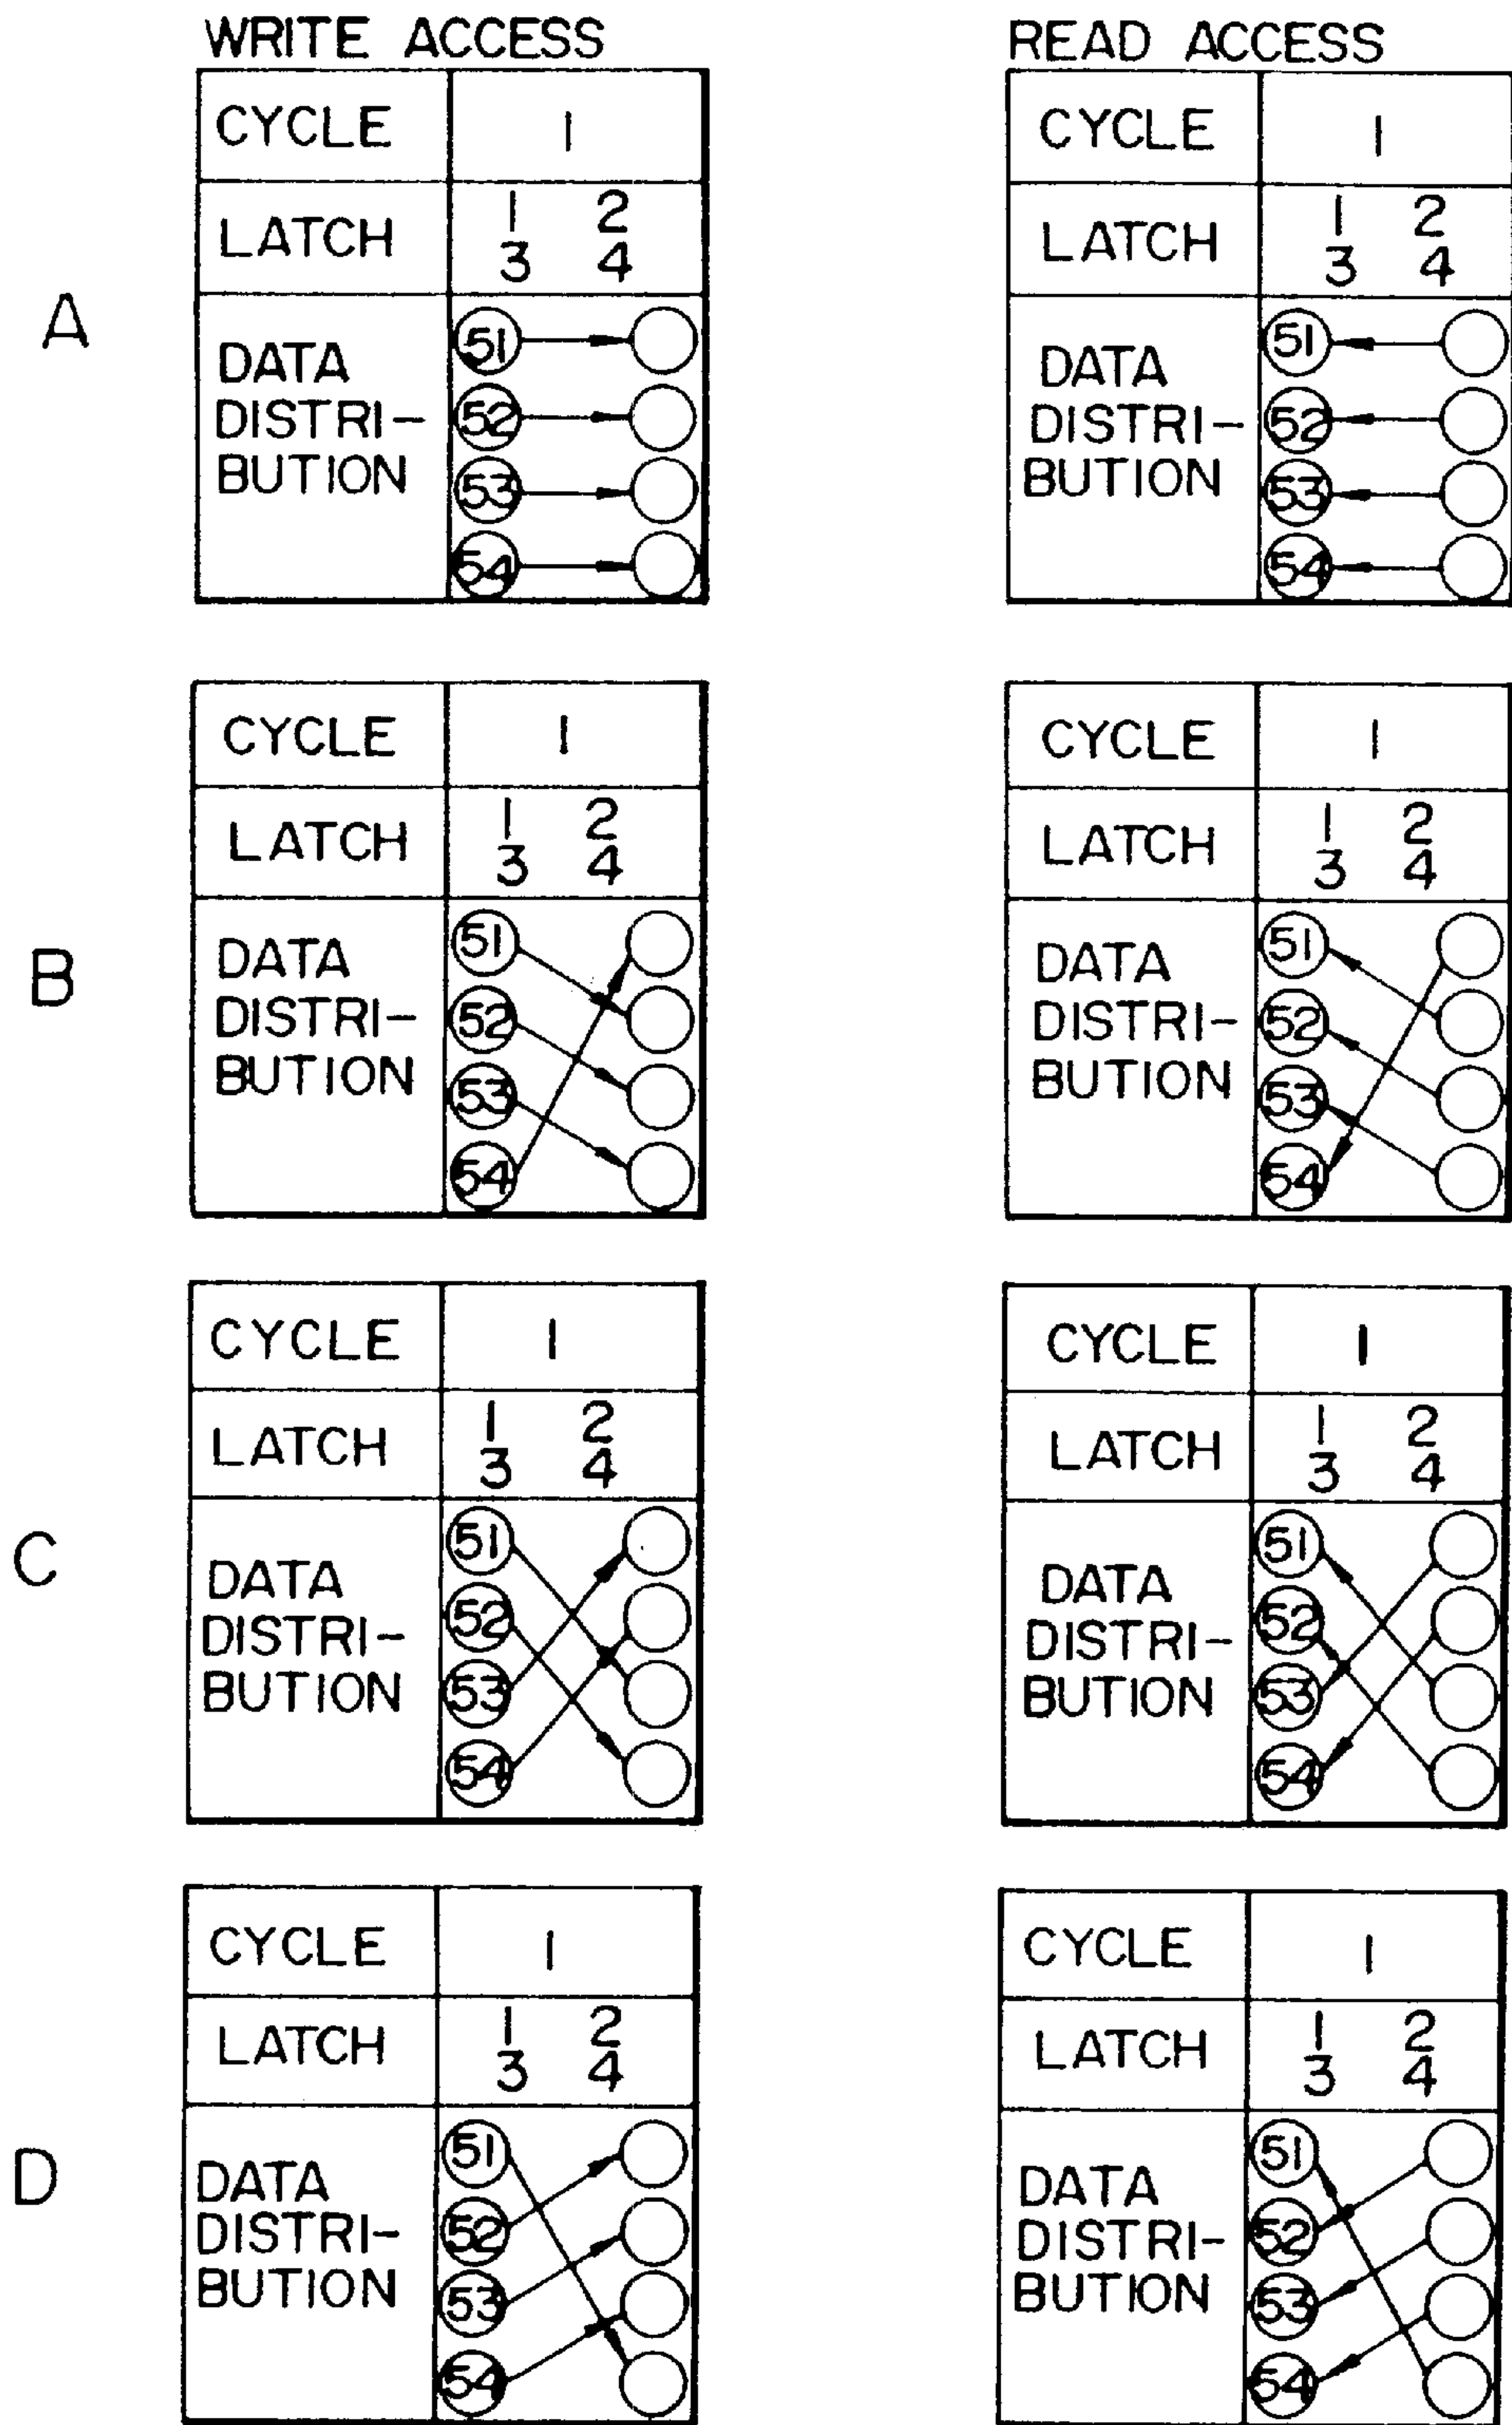 WRITE ACCESS
CYCLE 1
LATCH 1 2
3 4
DATA
DISTRI-
BUTION
51
52
53
54
READ ACCESS
CYCLE 1
LATCH 1 2
3 4
DATA
DISTRI-
BUTION
51
52
53
54
A
CYCLE 1
LATCH 1 2
3 4
DATA
DISTRI-
BUTION
51
52
53
54
CYCLE 1
LATCH 1 2
3 4
DATA
DISTRI-
BUTION
51
52
53
54
B
CYCLE 1
LATCH 1 2
3 4
DATA
DISTRI-
BUTION
51
52
53
54
CYCLE 1
LATCH 1 2
3 4
DATA
DISTRI-
BUTION
51
52
53
54
C
CYCLE 1
LATCH 1 2
3 4
DATA
DISTRI-
BUTION
51
52
53
54
CYCLE 1
LATCH 1 2
3 4
DATA
DISTRI-
BUTION
51
52
53
54
D